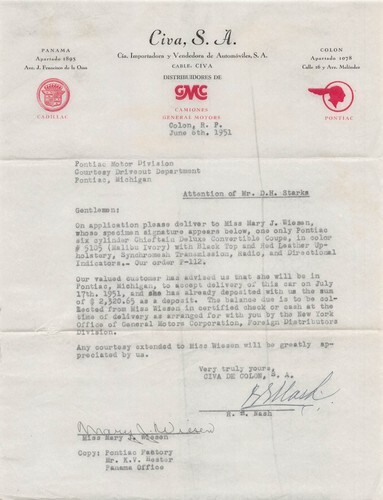 Civa, S. A.
Cia. Importadora y Vendedora de Automóviles, S. A.
CABLE: CIVA
PANAMA
Apartado 1895
Ave. J. Francisco de la Ossa
COLON
Apartado 1078
Calle 16 y Ave. Meléndez
DISTRIBUIDORES DE
GMC
CAMIONES
GENERAL MOTORS
CADILLAC
PONTIAC
Colon, R. P.
June 6th. 1951
Pontiac Motor Division
Courtesy Driveout Department
Pontiac, Michigan
Attention of Mr. D.H. Starks
Gentlemen:
On application please deliver to Miss Mary J. Wiesen,
whose specimen signature appears below, one only Pontiac
six cylinder Chieftain Deluxe Convertible Coupe, in color
# 5105 (Malibu Ivory) with Black Top and Red Leather Up-
holstery, Synchromesh Transmission, Radio, and Directional
Indicators.. Our order P-112.
Our valued customer has advised us that she will be in
Pontiac, Michigan, to except delivery of this car on July
17th. 1951, and she has already deposited with us the sum
of $ 2,520.65 as a deposit. The balance due is to be col-
lected from Miss Wiesen in certified check or cash at the
time of delivery as arranged for with you by the New York
Office of General Motors Corporation, Foreign Distributors
Division.
Any courtesy extended to Miss Wiesen will be greatly ap-
preciated by us.
Very truly yours,
CIVA DE COLON, S. A.
H. S. Nash
Mary J. Wiesen
Miss Mary J. Wiesen
Copy: Pontiac Factory
Mr. K.V. Wester
Panama Office